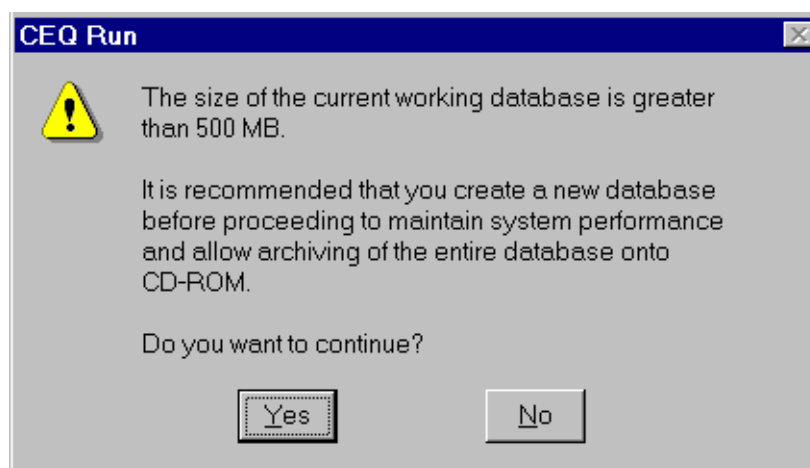 CEQ Run
The size of the current working database is greater
than 500 MB.
It is recommended that you create a new database
before proceeding to maintain system performance
and allow archiving of the entire database onto
CD-ROM.
Do you want to continue?
Yes No